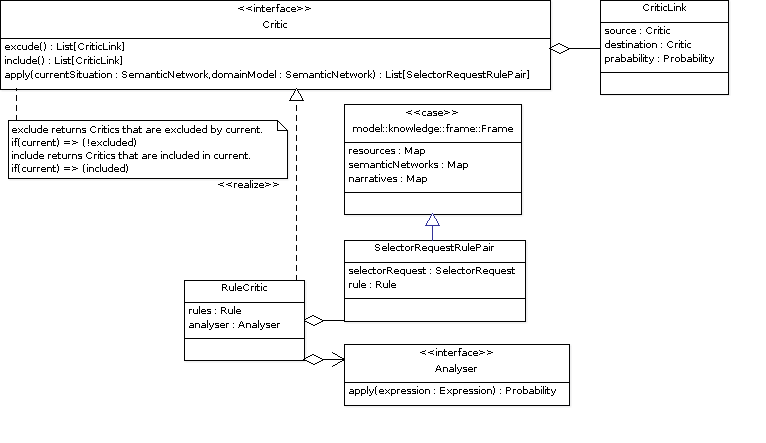 <<interface>>
Critic
excude() : List[CriticLink]
include() : List[CriticLink]
apply(currentSituation : SemanticNetwork,domainModel : SemanticNetwork) : List[SelectorRequestRulePair]
CriticLink
source : Critic
destination : Critic
prabability : Probability
exclude returns Critics that are excluded by current.
if(current) => (!excluded)
include returns Critics that are included in current.
if(current) => (included)
<<realize>>
<<case>>
model::knowledge::frame::Frame
resources : Map
semanticNetworks : Map
narratives : Map
SelectorRequestRulePair
selectorRequest : SelectorRequest
rule : Rule
RuleCritic
rules : Rule
analyser : Analyser
<<interface>>
Analyser
apply(expression : Expression) : Probability